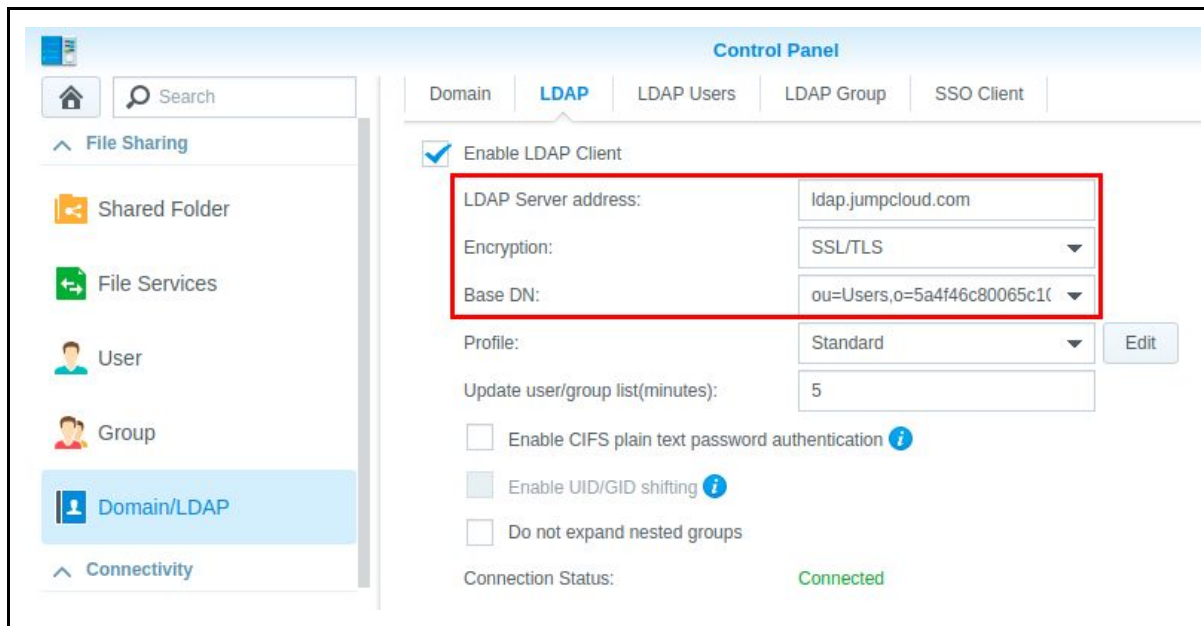 Control Panel
Search
File Sharing
Shared Folder
File Services
User
Group
Domain/LDAP
Connectivity
Domain LDAP LDAP Users LDAP Group SSO Client
Enable LDAP Client
LDAP Server address: ldap.jumpcloud.com
Encryption: SSL/TLS
Base DN: ou=Users,o=5a4f46c80065c10
Profile: Standard Edit
Update user/group list(minutes): 5
Enable CIFS plain text password authentication
Enable UID/GID shifting
Do not expand nested groups
Connection Status: Connected